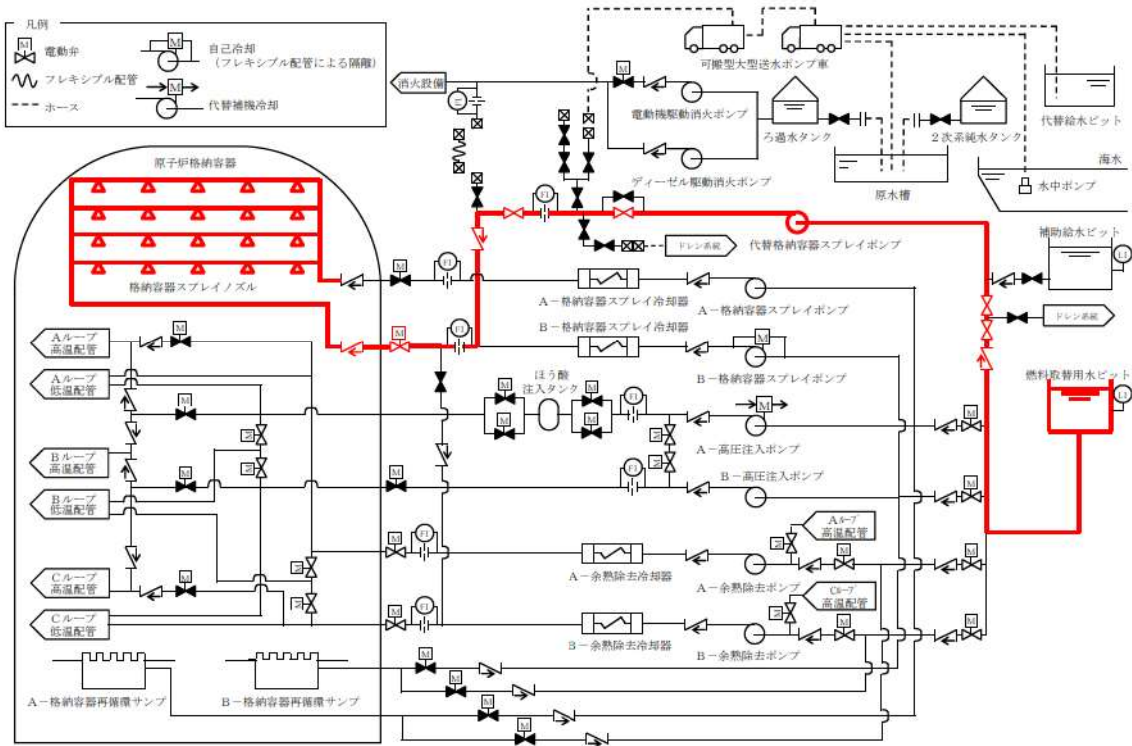 凡例
M
電動弁
フレキシブル配管
ホース
M
自己冷却
(フレキシブル配管による隔離)
M
代替補機冷却
可搬型大型送水ポンプ車
消火設備
M
電動機駆動消火ポンプ
ろ過水タンク
2次系純水タンク
代替給水ピット
海水
水中ポンプ
原水槽
ディーゼル駆動消火ポンプ
原子炉格納容器
格納容器スプレイノズル
FI
代替格納容器スプレイポンプ
ドレン系統
補助給水ピット
LI
ドレン系統
M
FI
A-格納容器スプレイ冷却器
A-格納容器スプレイポンプ
B-格納容器スプレイ冷却器
M
FI
M
B-格納容器スプレイポンプ
燃料取替用水ピット
LI
Aループ
高温配管
M
Aループ
低温配管
M
ほう酸
注入タンク
M
M
M
M
FI
M
A-高圧注入ポンプ
M
M
M
M
M
Bループ
高温配管
M
M
FI
B-高圧注入ポンプ
M
Bループ
低温配管
Aループ
高温配管
M
FI
M
M
M
A-余熱除去冷却器
A-余熱除去ポンプ
M
M
Cループ
高温配管
M
Cループ
高温配管
Cループ
低温配管
M
FI
M
M
M
B-余熱除去冷却器
B-余熱除去ポンプ
M
M
M
M
A-格納容器再循環サンプ
B-格納容器再循環サンプ